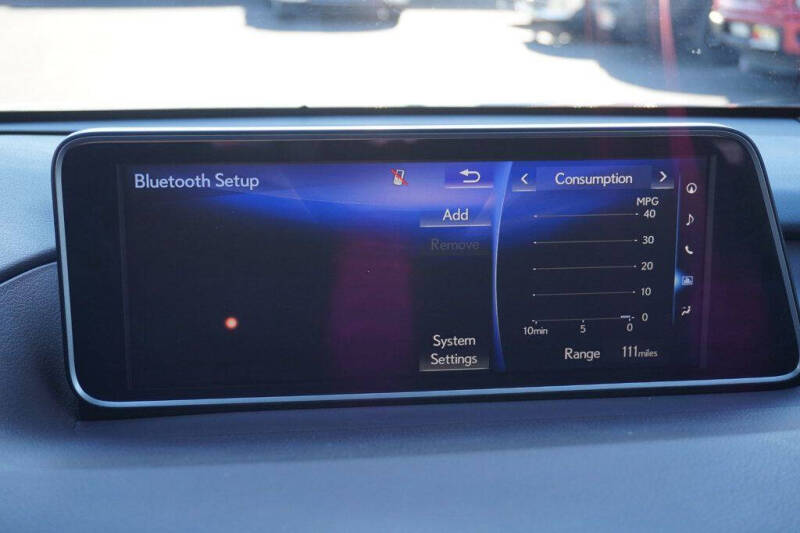 Bluetooth Setup
Add
Remove
System
Settings
Consumption
MPG
40
30
20
10
0
10min 5 0
Range 111miles